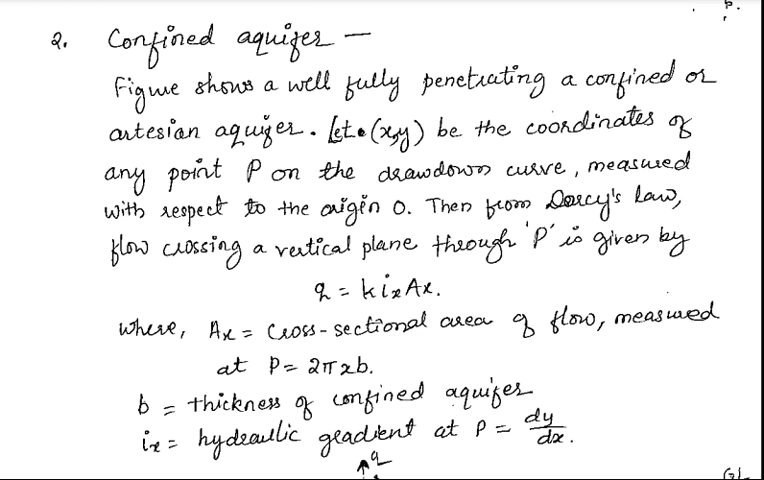 2. Confined aquifer —
Figure shows a well fully penetrating a confined or
artesian aquifer. Let (x,y) be the coordinates of
any point P on the drawdown curve, measured
with respect to the origin O. Then from Darcy's law,
flow crossing a vertical plane through 'P' is given by
q = k iₓ Aₓ.
where, Aₓ = cross-sectional area of flow, measured
at P = 2πxb.
b = thickness of confined aquifer
iₓ = hydraulic gradient at P = dy/dx.
q